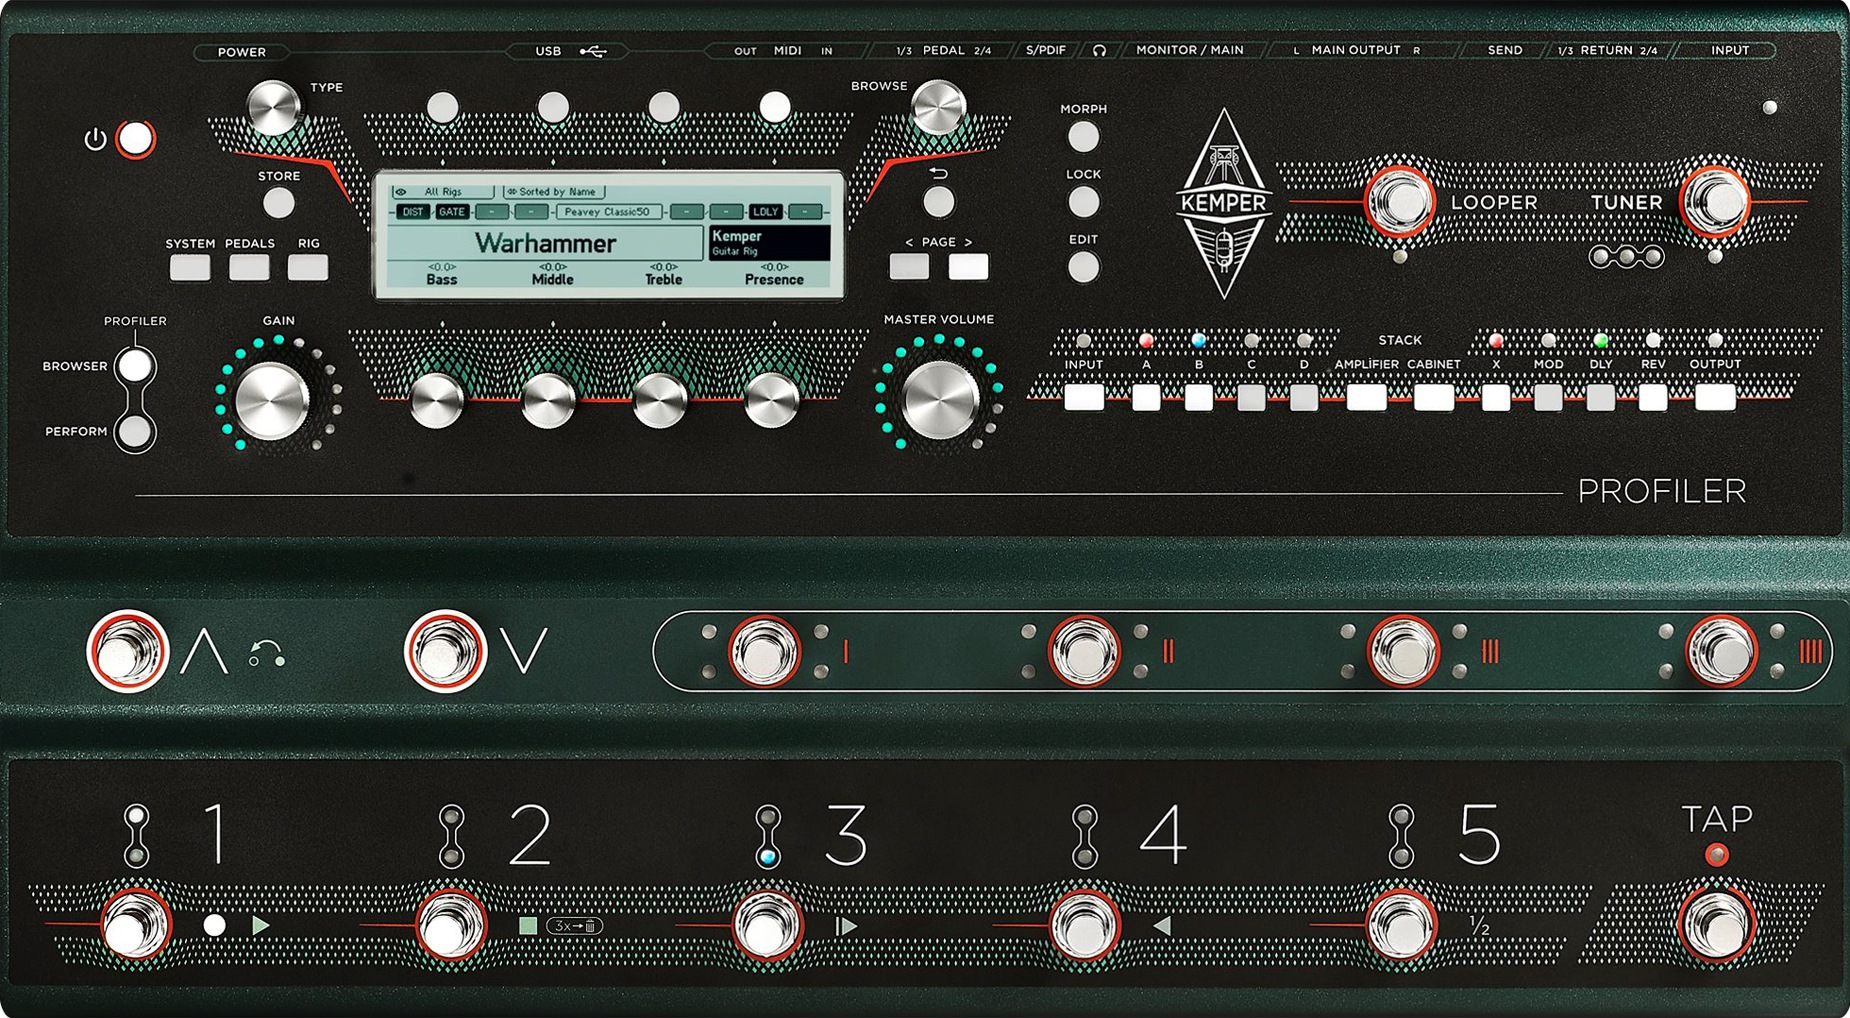 POWER USB OUT MIDI IN 1/3 PEDAL 2/4 S/PDIF MONITOR / MAIN L MAIN OUTPUT R SEND 1/3 RETURN 2/4 INPUT
TYPE
BROWSE
MORPH
STORE
LOCK
SYSTEM PEDALS RIG
< PAGE >
EDIT
All Rigs
Sorted by Name
DIST GATE - - Peavey Classic50 - - LDLY -
Warhammer
Kemper
Guitar Rig
<0.0> <0.0> <0.0> <0.0>
Bass Middle Treble Presence
KEMPER
LOOPER
TUNER
PROFILER
GAIN
MASTER VOLUME
BROWSER
PERFORM
STACK
INPUT A B C D AMPLIFIER CABINET X MOD DLY REV OUTPUT
PROFILER
I II III IIII
1 2 3 4 5 TAP
3x→
1/2